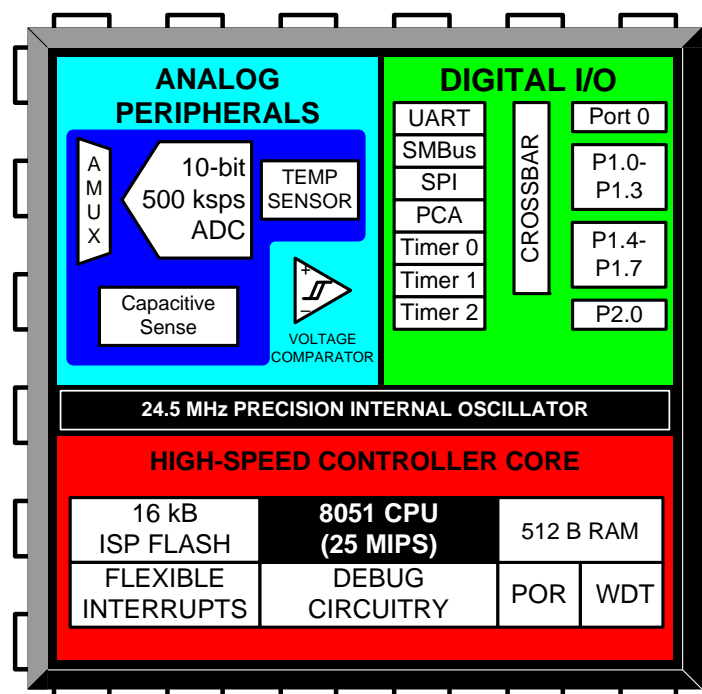 ANALOG
PERIPHERALS
A
M
U
X
10-bit
500 ksps
ADC
TEMP
SENSOR
Capacitive
Sense
+
−
VOLTAGE
COMPARATOR
DIGITAL I/O
UART
SMBus
SPI
PCA
Timer 0
Timer 1
Timer 2
CROSSBAR
Port 0
P1.0-
P1.3
P1.4-
P1.7
P2.0
24.5 MHz PRECISION INTERNAL OSCILLATOR
HIGH-SPEED CONTROLLER CORE
16 kB
ISP FLASH
8051 CPU
(25 MIPS)
512 B RAM
FLEXIBLE
INTERRUPTS
DEBUG
CIRCUITRY
POR
WDT